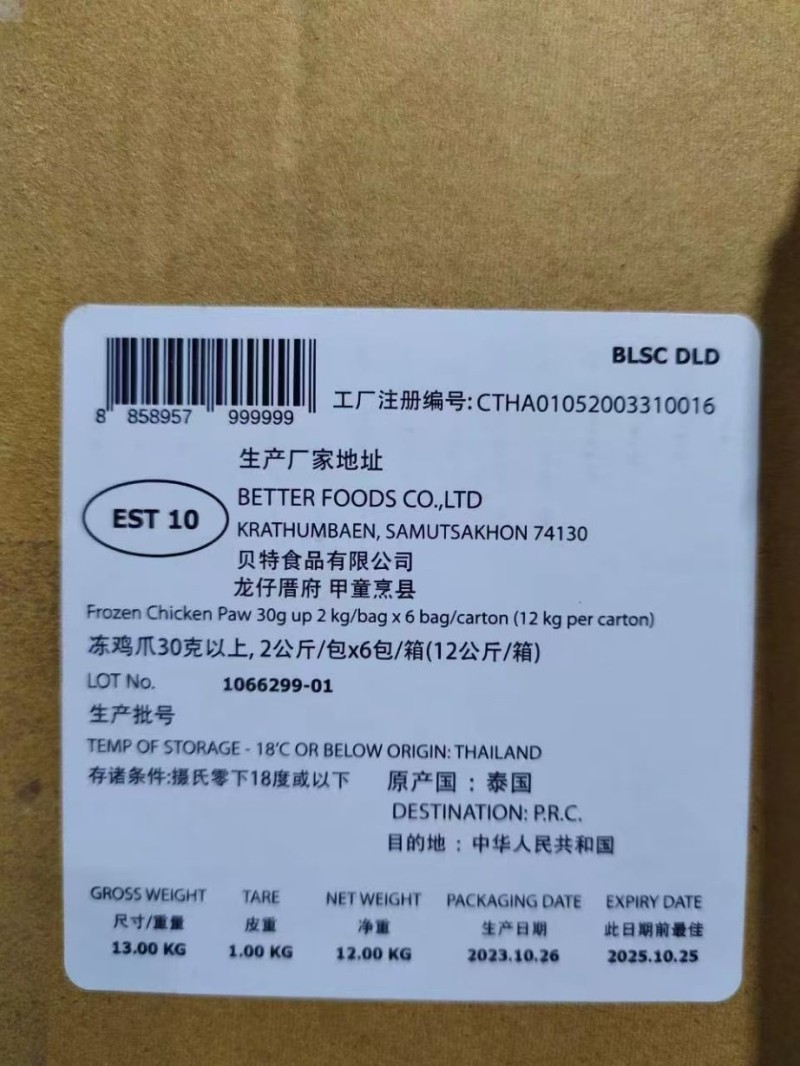 BLSC DLD
8 858957 999999
工厂注册编号:CTHA01052003310016
生产厂家地址
EST 10
BETTER FOODS CO.,LTD
KRATHUMBAEN, SAMUTSAKHON 74130
贝特食品有限公司
龙仔厝府 甲童烹县
Frozen Chicken Paw 30g up 2 kg/bag x 6 bag/carton (12 kg per carton)
冻鸡爪30克以上, 2公斤/包x6包/箱(12公斤/箱)
LOT No. 1066299-01
生产批号
TEMP OF STORAGE - 18'C OR BELOW ORIGIN: THAILAND
存诸条件:摄氏零下18度或以下 原产国 : 泰国
DESTINATION: P.R.C.
目的地 : 中华人民共和国
GROSS WEIGHT TARE NET WEIGHT PACKAGING DATE EXPIRY DATE
尺寸/重量 皮重 净重 生产日期 此日期前最佳
13.00 KG 1.00 KG 12.00 KG 2023.10.26 2025.10.25